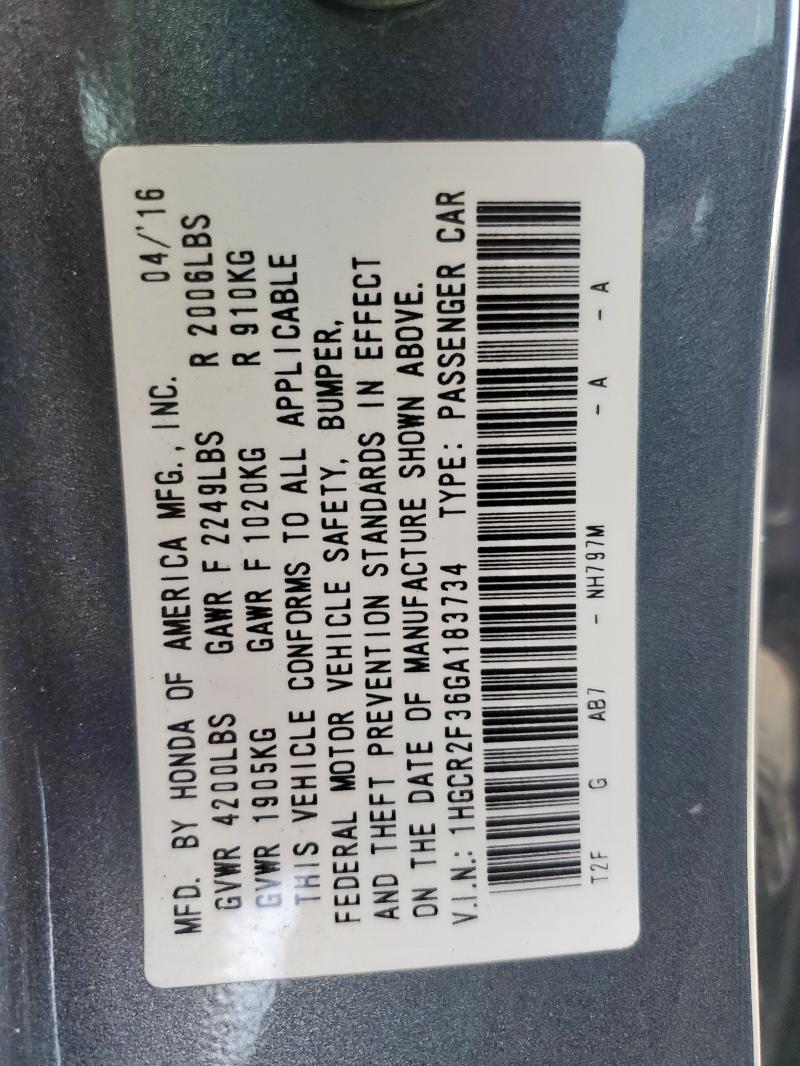 MFD. BY HONDA OF AMERICA MFG., INC. 04/'16
GVWR 4200LBS GAWR F 2249LBS R 2006LBS
GVWR 1905KG GAWR F 1020KG R 910KG
THIS VEHICLE CONFORMS TO ALL APPLICABLE
FEDERAL MOTOR VEHICLE SAFETY, BUMPER,
AND THEFT PREVENTION STANDARDS IN EFFECT
ON THE DATE OF MANUFACTURE SHOWN ABOVE.
V.I.N.: 1HGCR2F36GA183734 TYPE: PASSENGER CAR
T2F G AB7 - NH797M - A - A